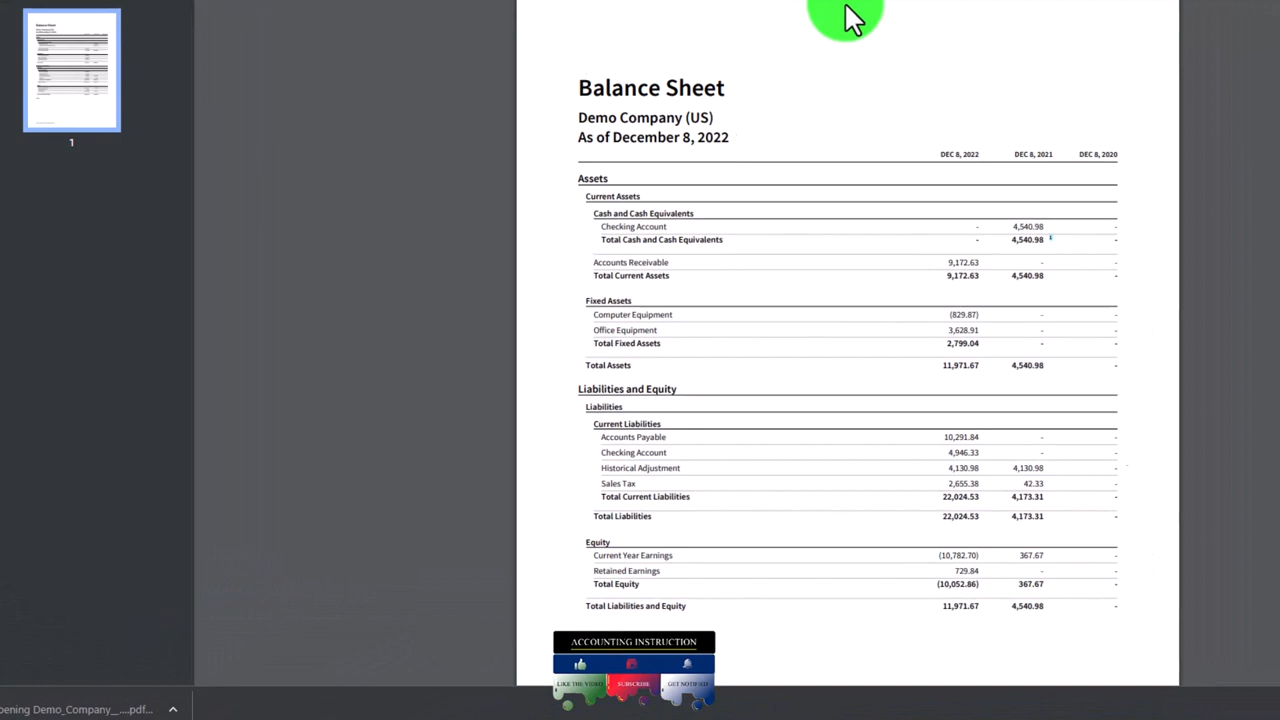 Balance Sheet
Demo Company (US)
As of December 8, 2022
DEC 8, 2022 DEC 8, 2021 DEC 8, 2020
Assets
Current Assets
Cash and Cash Equivalents
Checking Account - 4,540.98 -
Total Cash and Cash Equivalents - 4,540.98 -
Accounts Receivable 9,172.63 - -
Total Current Assets 9,172.63 4,540.98 -
Fixed Assets
Computer Equipment (829.87) - -
Office Equipment 3,628.91 - -
Total Fixed Assets 2,799.04 - -
Total Assets 11,971.67 4,540.98 -
Liabilities and Equity
Liabilities
Current Liabilities
Accounts Payable 10,291.84 - -
Checking Account 4,946.33 - -
Historical Adjustment 4,130.98 4,130.98 -
Sales Tax 2,655.38 42.33 -
Total Current Liabilities 22,024.53 4,173.31 -
Total Liabilities 22,024.53 4,173.31 -
Equity
Current Year Earnings (10,782.70) 367.67 -
Retained Earnings 729.84 - -
Total Equity (10,052.86) 367.67 -
Total Liabilities and Equity 11,971.67 4,540.98 -
1
ACCOUNTING INSTRUCTION
LIKE THE VIDEO SUBSCRIBE GET NOTIFIED
pening Demo_Company_....pdf...